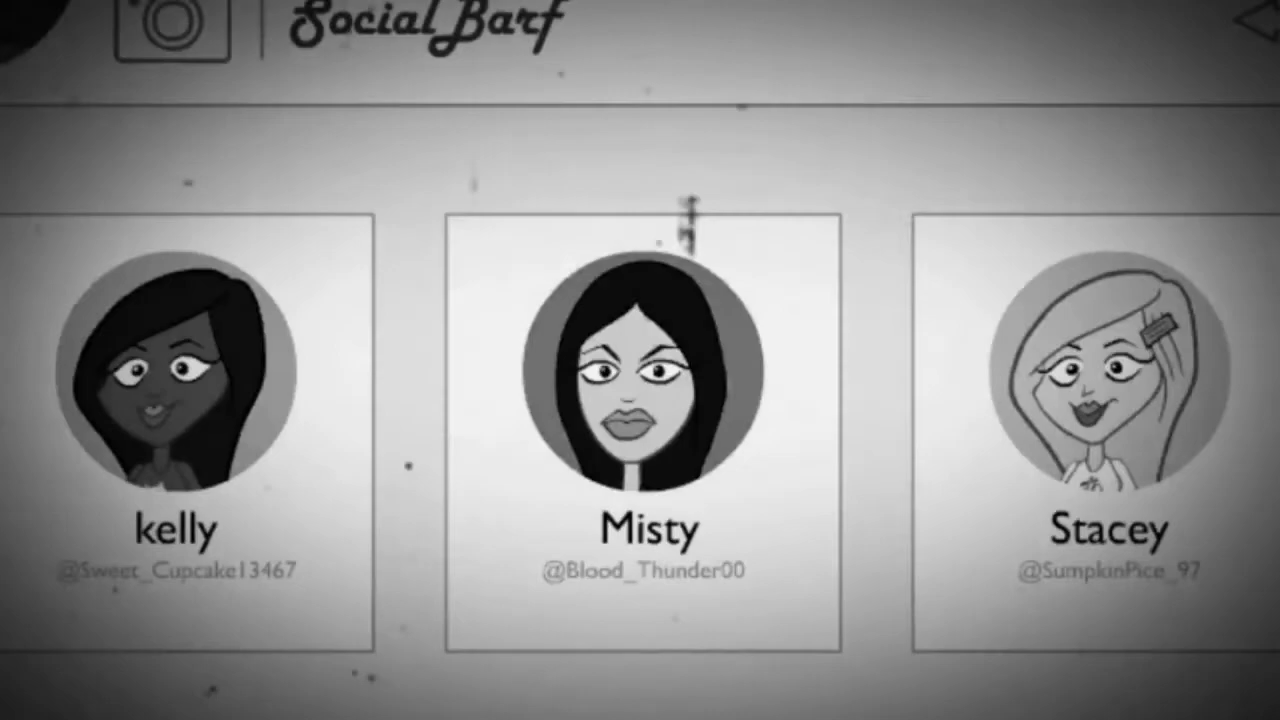 Social Barf
kelly
@Sweet_Cupcake13467
Misty
@Blood_Thunder00
Stacey
@SumpkinPice_97